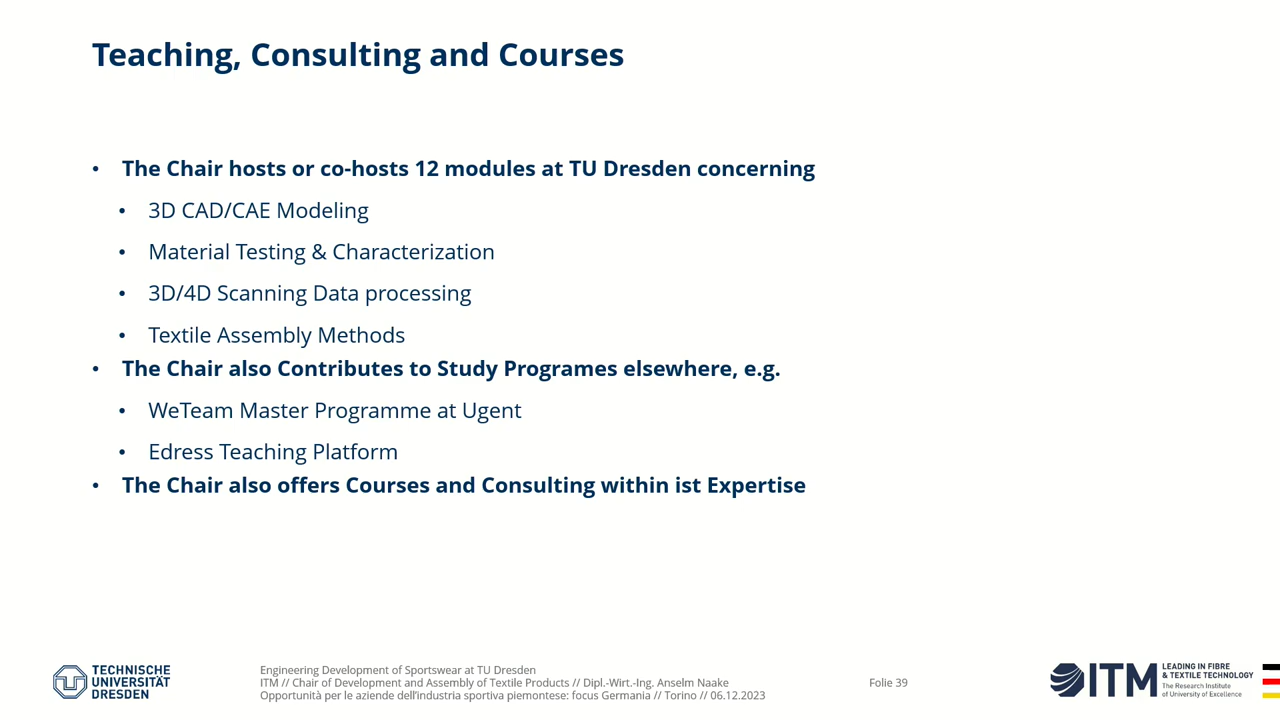 Teaching, Consulting and Courses
• The Chair hosts or co-hosts 12 modules at TU Dresden concerning
• 3D CAD/CAE Modeling
• Material Testing & Characterization
• 3D/4D Scanning Data processing
• Textile Assembly Methods
• The Chair also Contributes to Study Programes elsewhere, e.g.
• WeTeam Master Programme at Ugent
• Edress Teaching Platform
• The Chair also offers Courses and Consulting within ist Expertise
TECHNISCHE
UNIVERSITÄT
DRESDEN
Engineering Development of Sportswear at TU Dresden
ITM // Chair of Development and Assembly of Textile Products // Dipl.-Wirt.-Ing. Anselm Naake
Opportunità per le aziende dell'industria sportiva piemontese: focus Germania // Torino // 06.12.2023
Folie 39
ITM
LEADING IN FIBRE
& TEXTILE TECHNOLOGY
The Research Institute
of University of Excellence